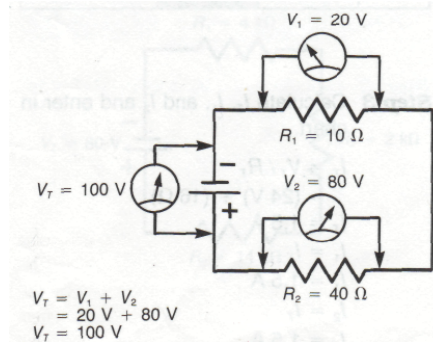 V₁ = 20 V
R₁ = 10 Ω
V₂ = 80 V
V_T = 100 V
−
+
R₂ = 40 Ω
V_T = V₁ + V₂
= 20 V + 80 V
V_T = 100 V